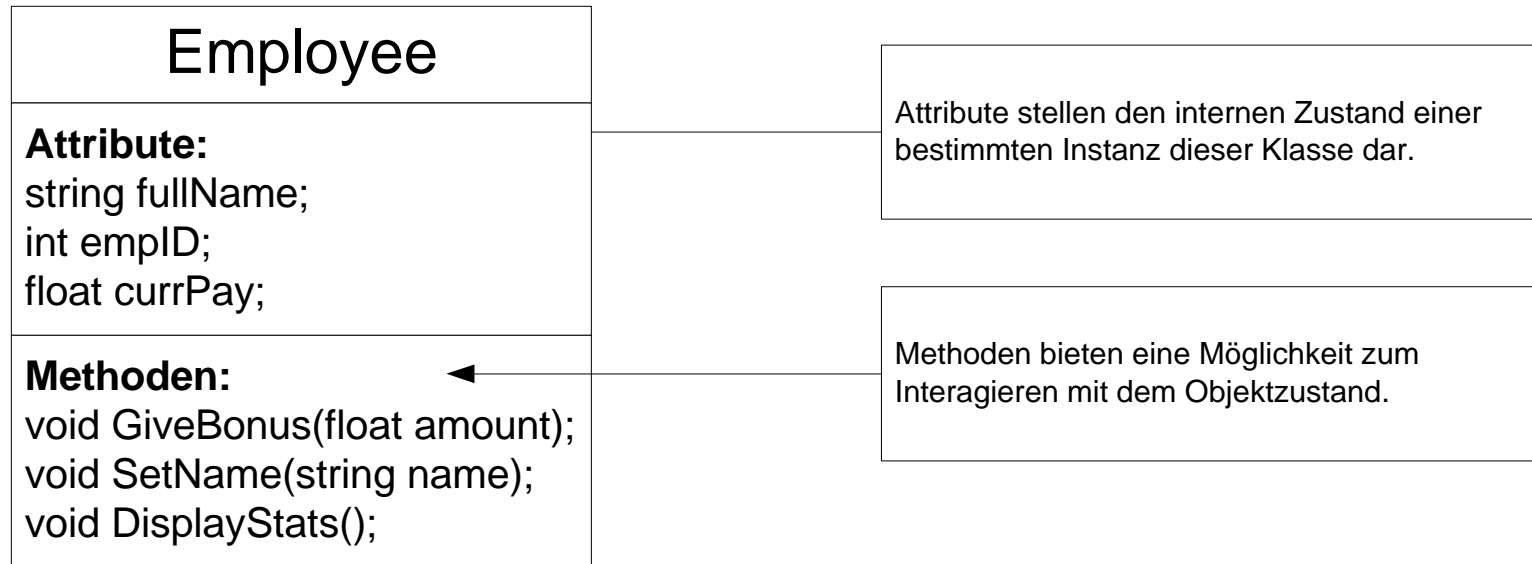 Employee
Attribute:
string fullName;
int empID;
float currPay;
Methoden:
void GiveBonus(float amount);
void SetName(string name);
void DisplayStats();
Attribute stellen den internen Zustand einer
bestimmten Instanz dieser Klasse dar.
Methoden bieten eine Möglichkeit zum
Interagieren mit dem Objektzustand.